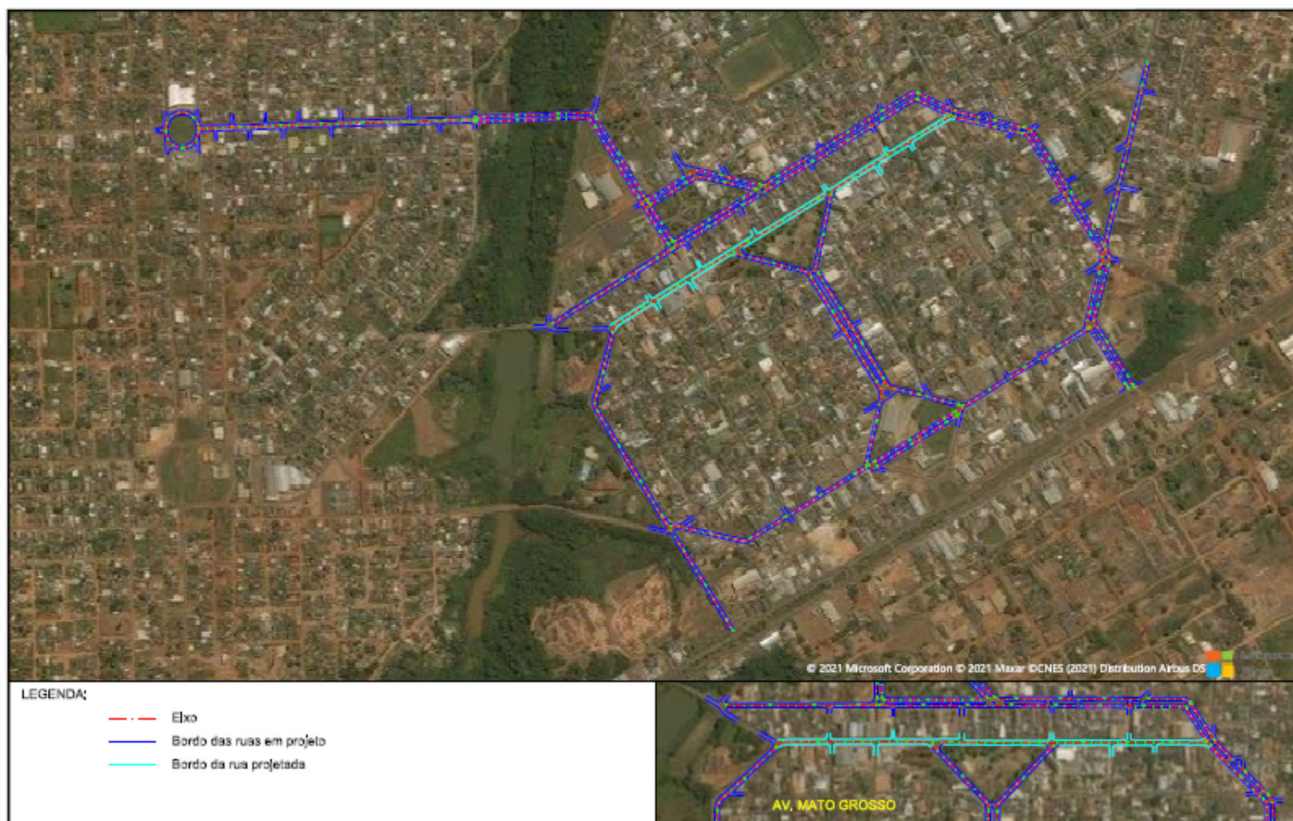 © 2021 Microsoft Corporation © 2021 Maxar ©CNES (2021) Distribution Airbus DS
LEGENDA:
Eixo
Bordo das ruas em projeto
Bordo da rua projetada
AV. MATO GROSSO